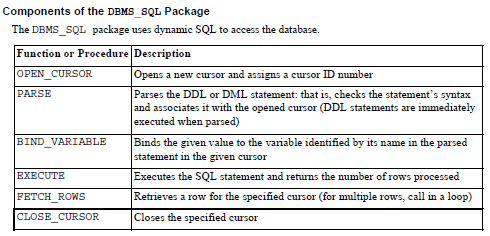 Components of the DBMS_SQL Package
The DBMS_SQL package uses dynamic SQL to access the database.
Function or Procedure Description
OPEN_CURSOR Opens a new cursor and assigns a cursor ID number
PARSE Parses the DDL or DML statement: that is, checks the statement’s syntax
and associates it with the opened cursor (DDL statements are immediately
executed when parsed)
BIND_VARIABLE Binds the given value to the variable identified by its name in the parsed
statement in the given cursor
EXECUTE Executes the SQL statement and returns the number of rows processed
FETCH_ROWS Retrieves a row for the specified cursor (for multiple rows, call in a loop)
CLOSE_CURSOR Closes the specified cursor